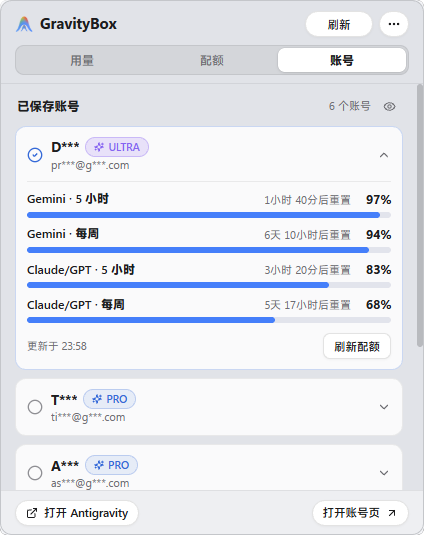 GravityBox
刷新
用量
配额
账号
已保存账号
6 个账号
D*** ULTRA
pr***@g***.com
Gemini · 5 小时 1小时 40分后重置 97%
Gemini · 每周 6天 10小时后重置 94%
Claude/GPT · 5 小时 3小时 20分后重置 83%
Claude/GPT · 每周 5天 17小时后重置 68%
更新于 23:58
刷新配额
T*** PRO
ti***@g***.com
A*** PRO
as***@g***.com
打开 Antigravity
打开账号页